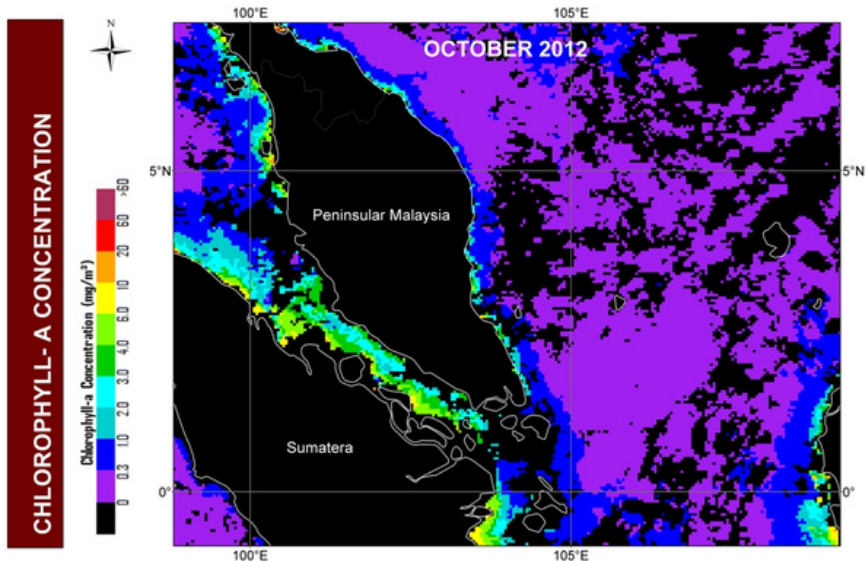 100°E 105°E
N
OCTOBER 2012
CHLOROPHYLL- A CONCENTRATION
5°N 5°N
Peninsular Malaysia
Chlorophyll-a Concentration (mg/m³)
>60
60
20
10
6.0
4.0
3.0
2.0
1.0
0.3
0
Sumatera
0° 0°
100°E 105°E